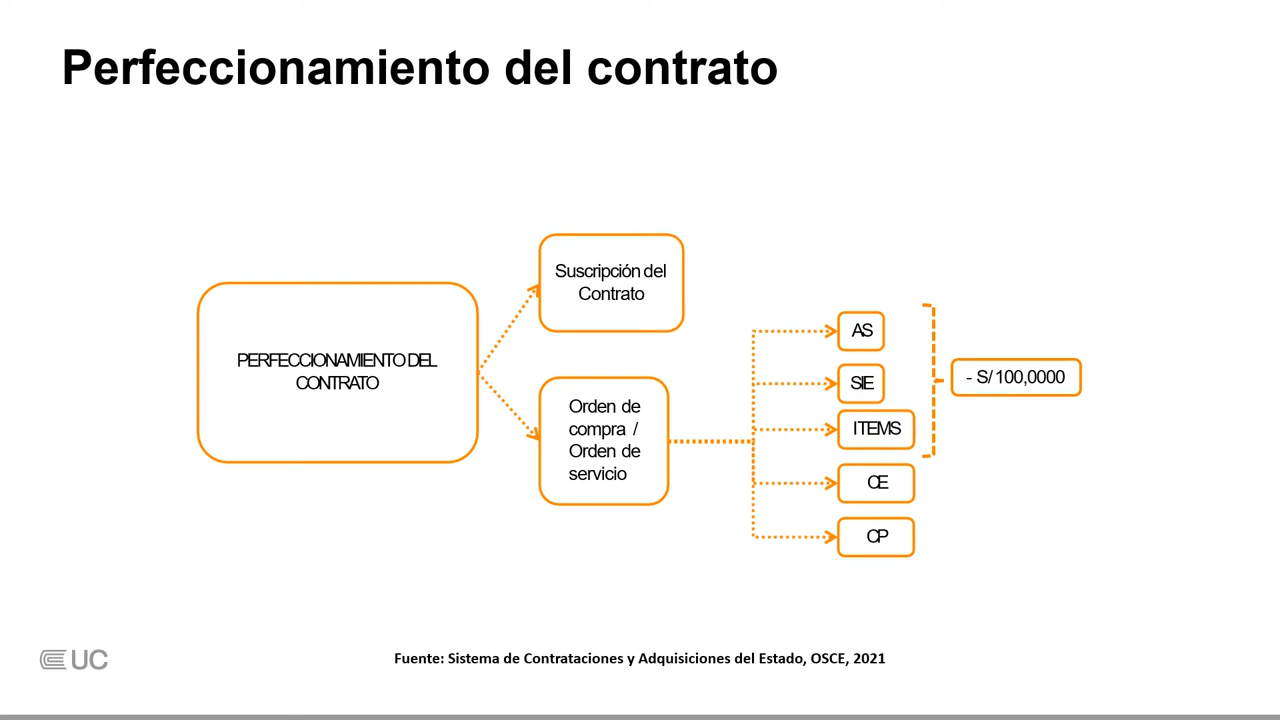 Perfeccionamiento del contrato
Suscripción del
Contrato
PERFECCIONAMIENTO DEL
CONTRATO
Orden de
compra /
Orden de
servicio
AS
SIE
ITEMS
CE
CP
- S/ 100,0000
UC
Fuente: Sistema de Contrataciones y Adquisiciones del Estado, OSCE, 2021